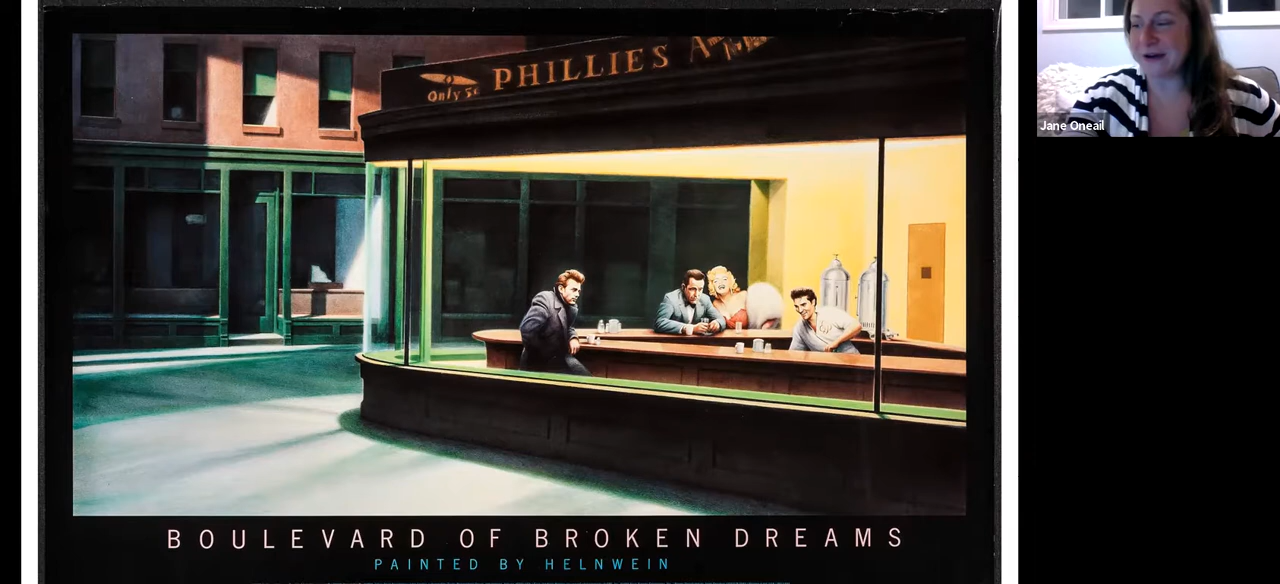 PHILLIES
Only 5¢
BOULEVARD OF BROKEN DREAMS
PAINTED BY HELNWEIN
Jane Oneail